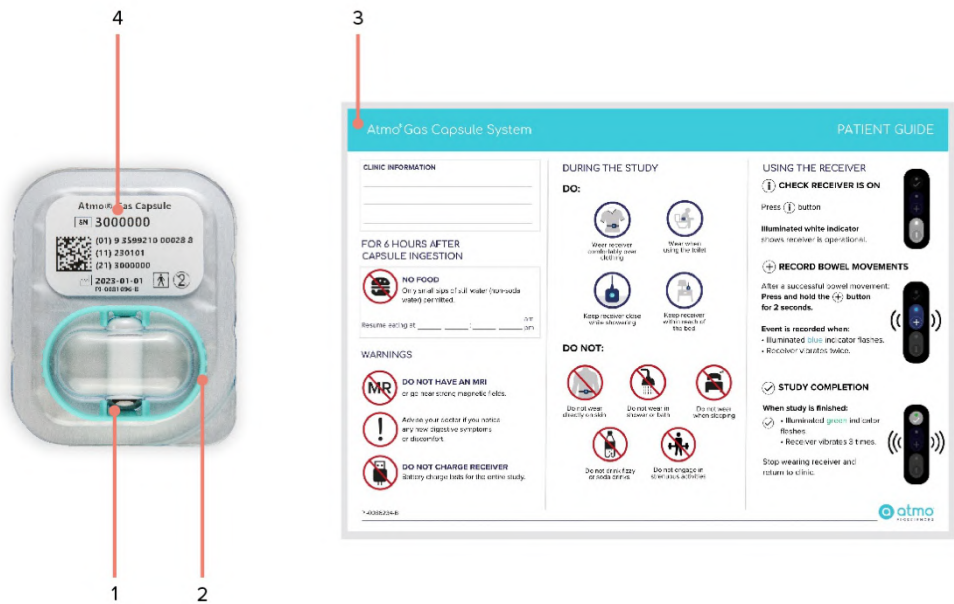 4
3
Atmo® Gas Capsule
SN 3000000
(01) 9 3599210 00028 8
(11) 230101
(21) 3000000
2023-01-01
2
1
2
Atmo® Gas Capsule System
PATIENT GUIDE
CLINIC INFORMATION
FOR 6 HOURS AFTER
CAPSULE INGESTION
NO FOOD
Only small sips of still water (non-soda
water) permitted.
Resume eating at ____ ____ : ____ ____ am
pm
WARNINGS
MR
DO NOT HAVE AN MRI
or go near strong magnetic fields.
!
Advise your doctor if you notice
any new digestive symptoms
or discomfort.
DO NOT CHARGE RECEIVER
Battery charge lasts for the entire study.
DURING THE STUDY
DO:
Wear receiver
comfortably over
clothing
Wear when
using the toilet
Keep receiver close
while showering
Keep receiver
within reach of
the bed
DO NOT:
Do not wear
directly on skin
Do not wear in
shower or bath
Do not wear
when sleeping
Do not drink fizzy
or soda drinks
Do not engage in
strenuous activities
USING THE RECEIVER
i CHECK RECEIVER IS ON
Press i button
Illuminated white indicator
shows receiver is operational.
+ RECORD BOWEL MOVEMENTS
After a successful bowel movement:
Press and hold the + button
for 2 seconds.
Event is recorded when:
• Illuminated blue indicator flashes.
• Receiver vibrates twice.
STUDY COMPLETION
When study is finished:
• Illuminated green indicator
flashes
• Receiver vibrates 3 times.
Stop wearing receiver and
return to clinic.
atmo
BIOSCIENCES